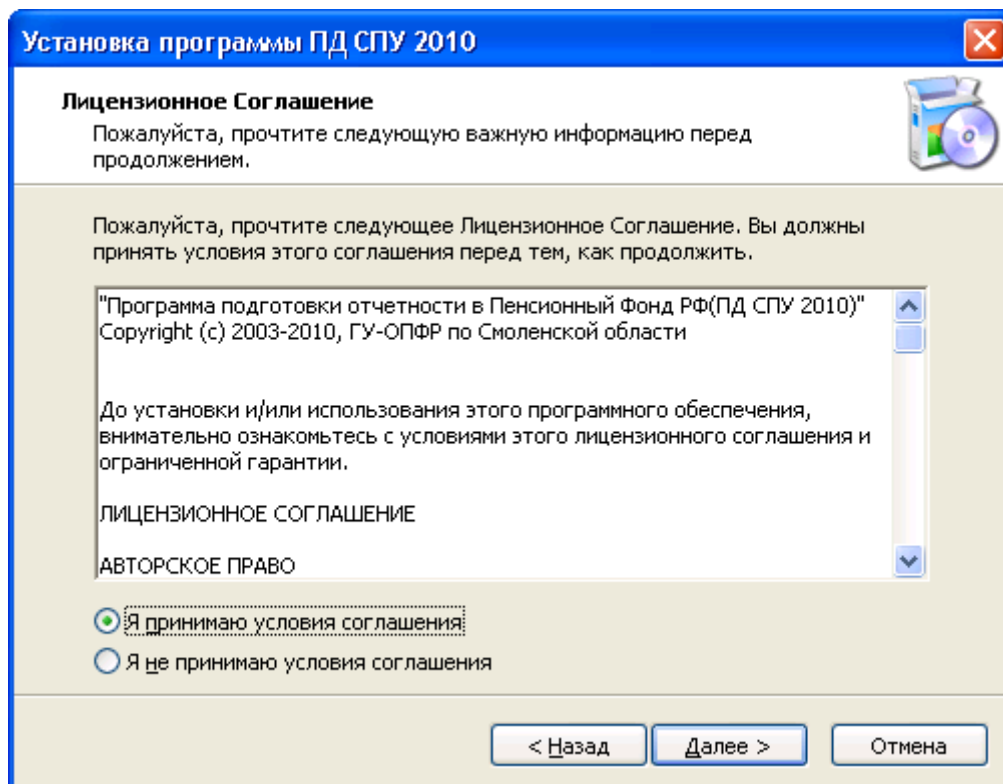 Установка программы ПД СПУ 2010
Лицензионное Соглашение
Пожалуйста, прочтите следующую важную информацию перед
продолжением.
Пожалуйста, прочтите следующее Лицензионное Соглашение. Вы должны
принять условия этого соглашения перед тем, как продолжить.
"Программа подготовки отчетности в Пенсионный Фонд РФ(ПД СПУ 2010)"
Copyright (c) 2003-2010, ГУ-ОПФР по Смоленской области
До установки и/или использования этого программного обеспечения,
внимательно ознакомьтесь с условиями этого лицензионного соглашения и
ограниченной гарантии.
ЛИЦЕНЗИОННОЕ СОГЛАШЕНИЕ
АВТОРСКОЕ ПРАВО
Я принимаю условия соглашения
Я не принимаю условия соглашения
< Назад
Далее >
Отмена